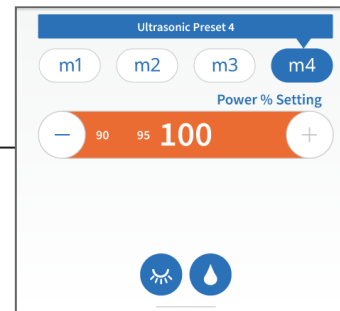 Ultrasonic Preset 4
m1 m2 m3 m4
Power % Setting
− 90 95 100 +